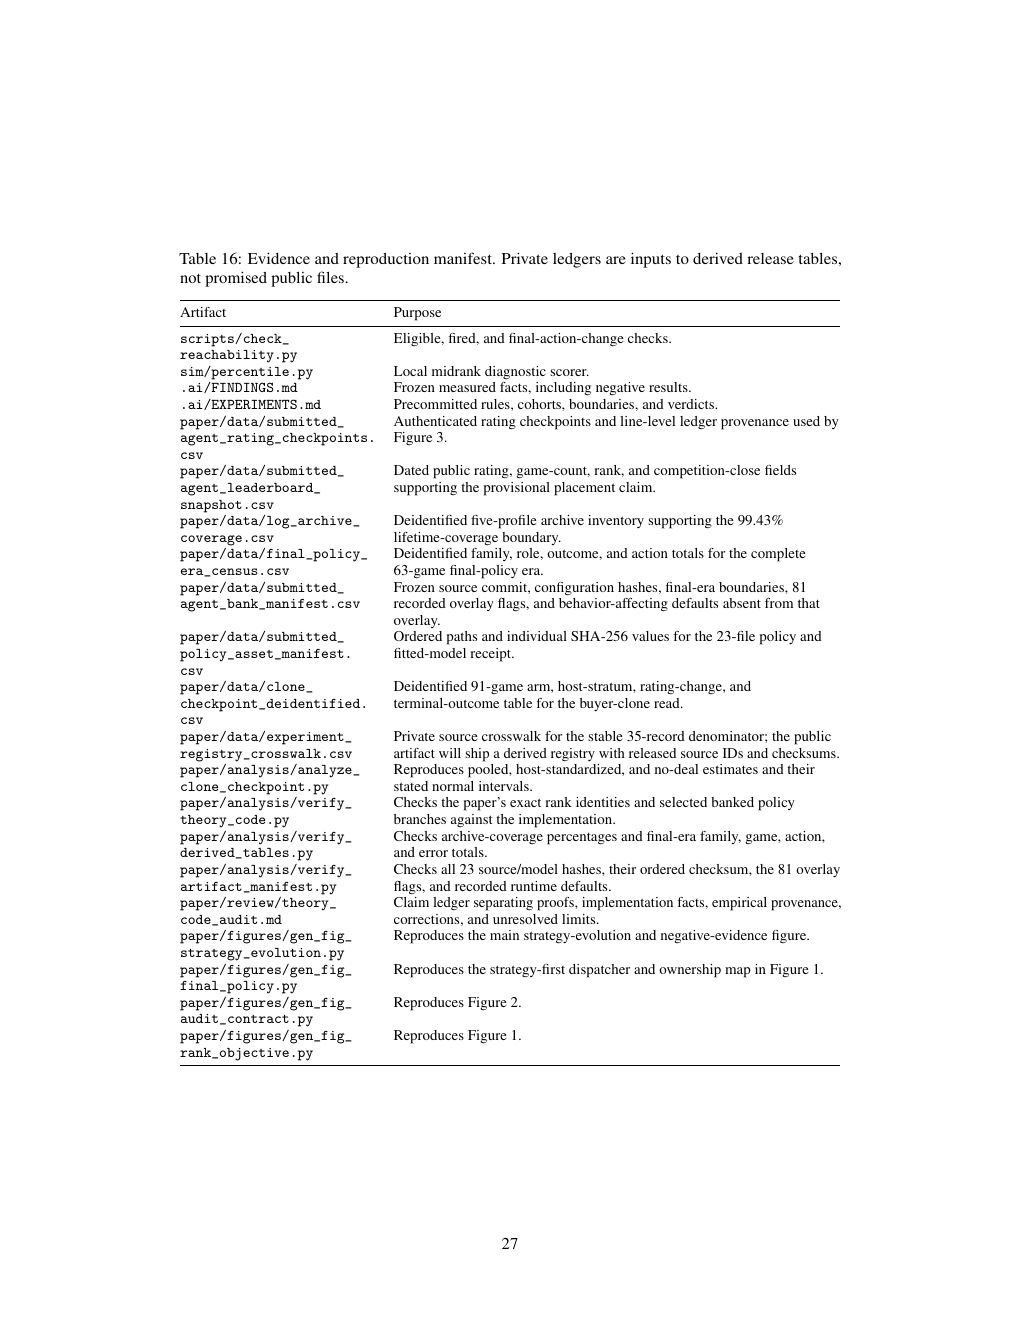 Table 16: Evidence and reproduction manifest. Private ledgers are inputs to derived release tables,
not promised public files.
Artifact Purpose
scripts/check_ Eligible, fired, and final-action-change checks.
reachability.py
sim/percentile.py Local midrank diagnostic scorer.
.ai/FINDINGS.md Frozen measured facts, including negative results.
.ai/EXPERIMENTS.md Precommitted rules, cohorts, boundaries, and verdicts.
paper/data/submitted_ Authenticated rating checkpoints and line-level ledger provenance used by
agent_rating_checkpoints. Figure 3.
csv
paper/data/submitted_ Dated public rating, game-count, rank, and competition-close fields
agent_leaderboard_ supporting the provisional placement claim.
snapshot.csv
paper/data/log_archive_ Deidentified five-profile archive inventory supporting the 99.43%
coverage.csv lifetime-coverage boundary.
paper/data/final_policy_ Deidentified family, role, outcome, and action totals for the complete
era_census.csv 63-game final-policy era.
paper/data/submitted_ Frozen source commit, configuration hashes, final-era boundaries, 81
agent_bank_manifest.csv recorded overlay flags, and behavior-affecting defaults absent from that
overlay.
paper/data/submitted_ Ordered paths and individual SHA-256 values for the 23-file policy and
policy_asset_manifest. fitted-model receipt.
csv
paper/data/clone_ Deidentified 91-game arm, host-stratum, rating-change, and
checkpoint_deidentified. terminal-outcome table for the buyer-clone read.
csv
paper/data/experiment_ Private source crosswalk for the stable 35-record denominator; the public
registry_crosswalk.csv artifact will ship a derived registry with released source IDs and checksums.
paper/analysis/analyze_ Reproduces pooled, host-standardized, and no-deal estimates and their
clone_checkpoint.py stated normal intervals.
paper/analysis/verify_ Checks the paper's exact rank identities and selected banked policy
theory_code.py branches against the implementation.
paper/analysis/verify_ Checks archive-coverage percentages and final-era family, game, action,
derived_tables.py and error totals.
paper/analysis/verify_ Checks all 23 source/model hashes, their ordered checksum, the 81 overlay
artifact_manifest.py flags, and recorded runtime defaults.
paper/review/theory_ Claim ledger separating proofs, implementation facts, empirical provenance,
code_audit.md corrections, and unresolved limits.
paper/figures/gen_fig_ Reproduces the main strategy-evolution and negative-evidence figure.
strategy_evolution.py
paper/figures/gen_fig_ Reproduces the strategy-first dispatcher and ownership map in Figure 1.
final_policy.py
paper/figures/gen_fig_ Reproduces Figure 2.
audit_contract.py
paper/figures/gen_fig_ Reproduces Figure 1.
rank_objective.py
27